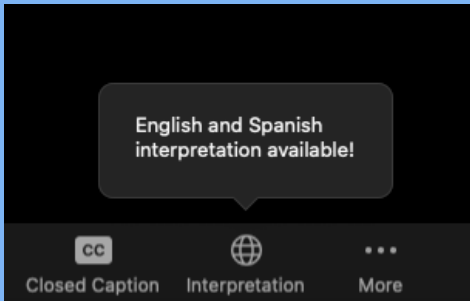 English and Spanish
interpretation available!
CC
Closed Caption Interpretation More